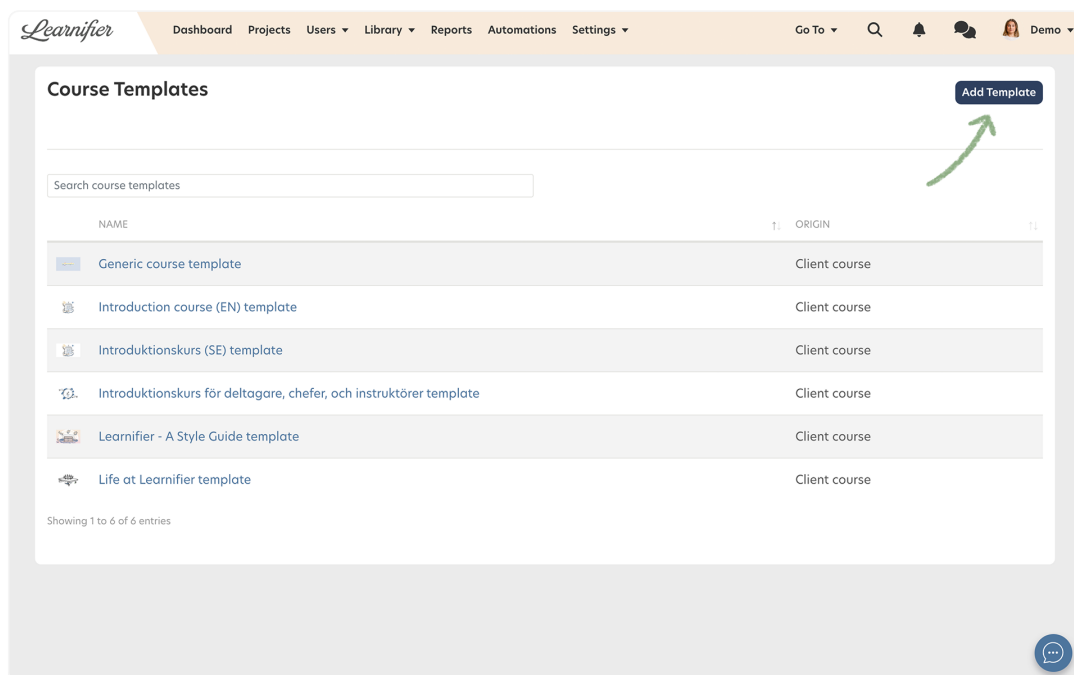 Learnifier
Dashboard Projects Users Library Reports Automations Settings Go To Demo
Course Templates
Add Template
Search course templates
NAME ORIGIN
Generic course template Client course
Introduction course (EN) template Client course
Introduktionskurs (SE) template Client course
Introduktionskurs för deltagare, chefer, och instruktörer template Client course
Learnifier - A Style Guide template Client course
Life at Learnifier template Client course
Showing 1 to 6 of 6 entries